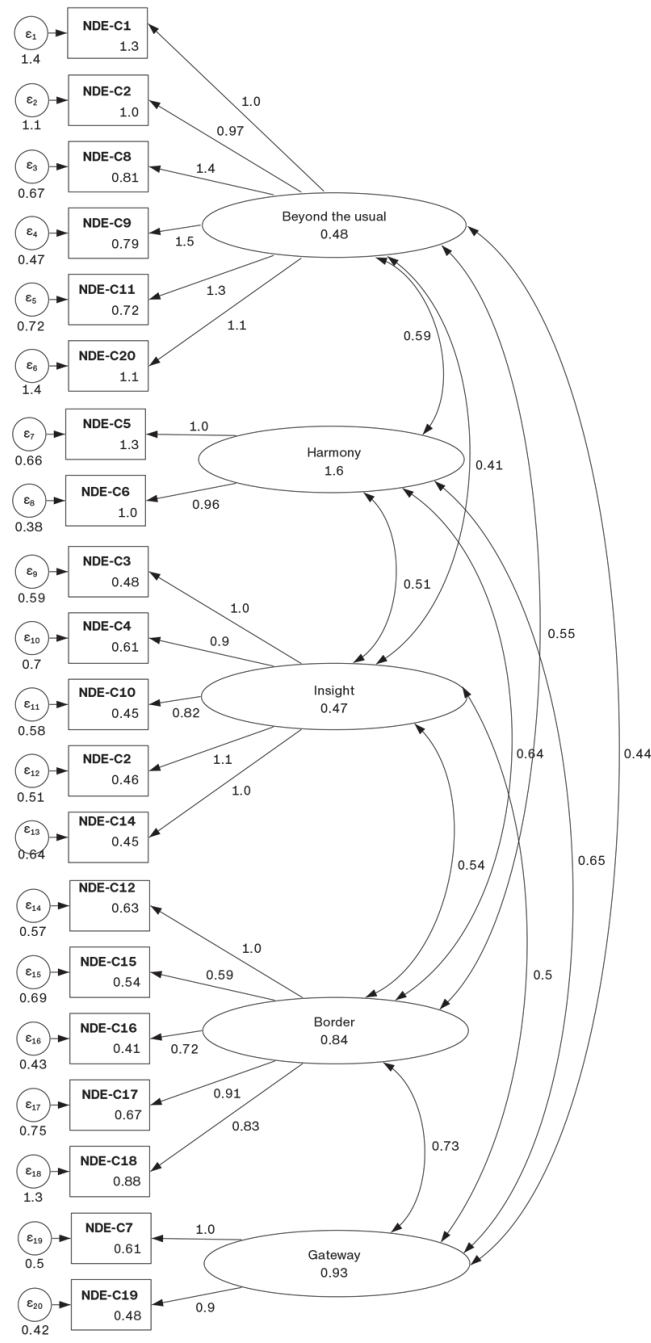 ε1
1.4
NDE-C1
1.3
ε2
1.1
NDE-C2
1.0
ε3
0.67
NDE-C8
0.81
ε4
0.47
NDE-C9
0.79
ε5
0.72
NDE-C11
0.72
ε6
1.4
NDE-C20
1.1
1.0
0.97
1.4
1.5
1.3
1.1
Beyond the usual
0.48
0.59
0.41
ε7
0.66
NDE-C5
1.3
ε8
0.38
NDE-C6
1.0
1.0
0.96
Harmony
1.6
0.51
0.55
ε9
0.59
NDE-C3
0.48
ε10
0.7
NDE-C4
0.61
ε11
0.58
NDE-C10
0.45
ε12
0.51
NDE-C2
0.46
ε13
0.64
NDE-C14
0.45
1.0
0.9
0.82
1.1
1.0
Insight
0.47
0.64
0.44
0.54
0.65
ε14
0.57
NDE-C12
0.63
ε15
0.69
NDE-C15
0.54
ε16
0.43
NDE-C16
0.41
ε17
0.75
NDE-C17
0.67
ε18
1.3
NDE-C18
0.88
1.0
0.59
0.72
0.91
0.83
Border
0.84
0.5
0.73
ε19
0.5
NDE-C7
0.61
ε20
0.42
NDE-C19
0.48
1.0
0.9
Gateway
0.93